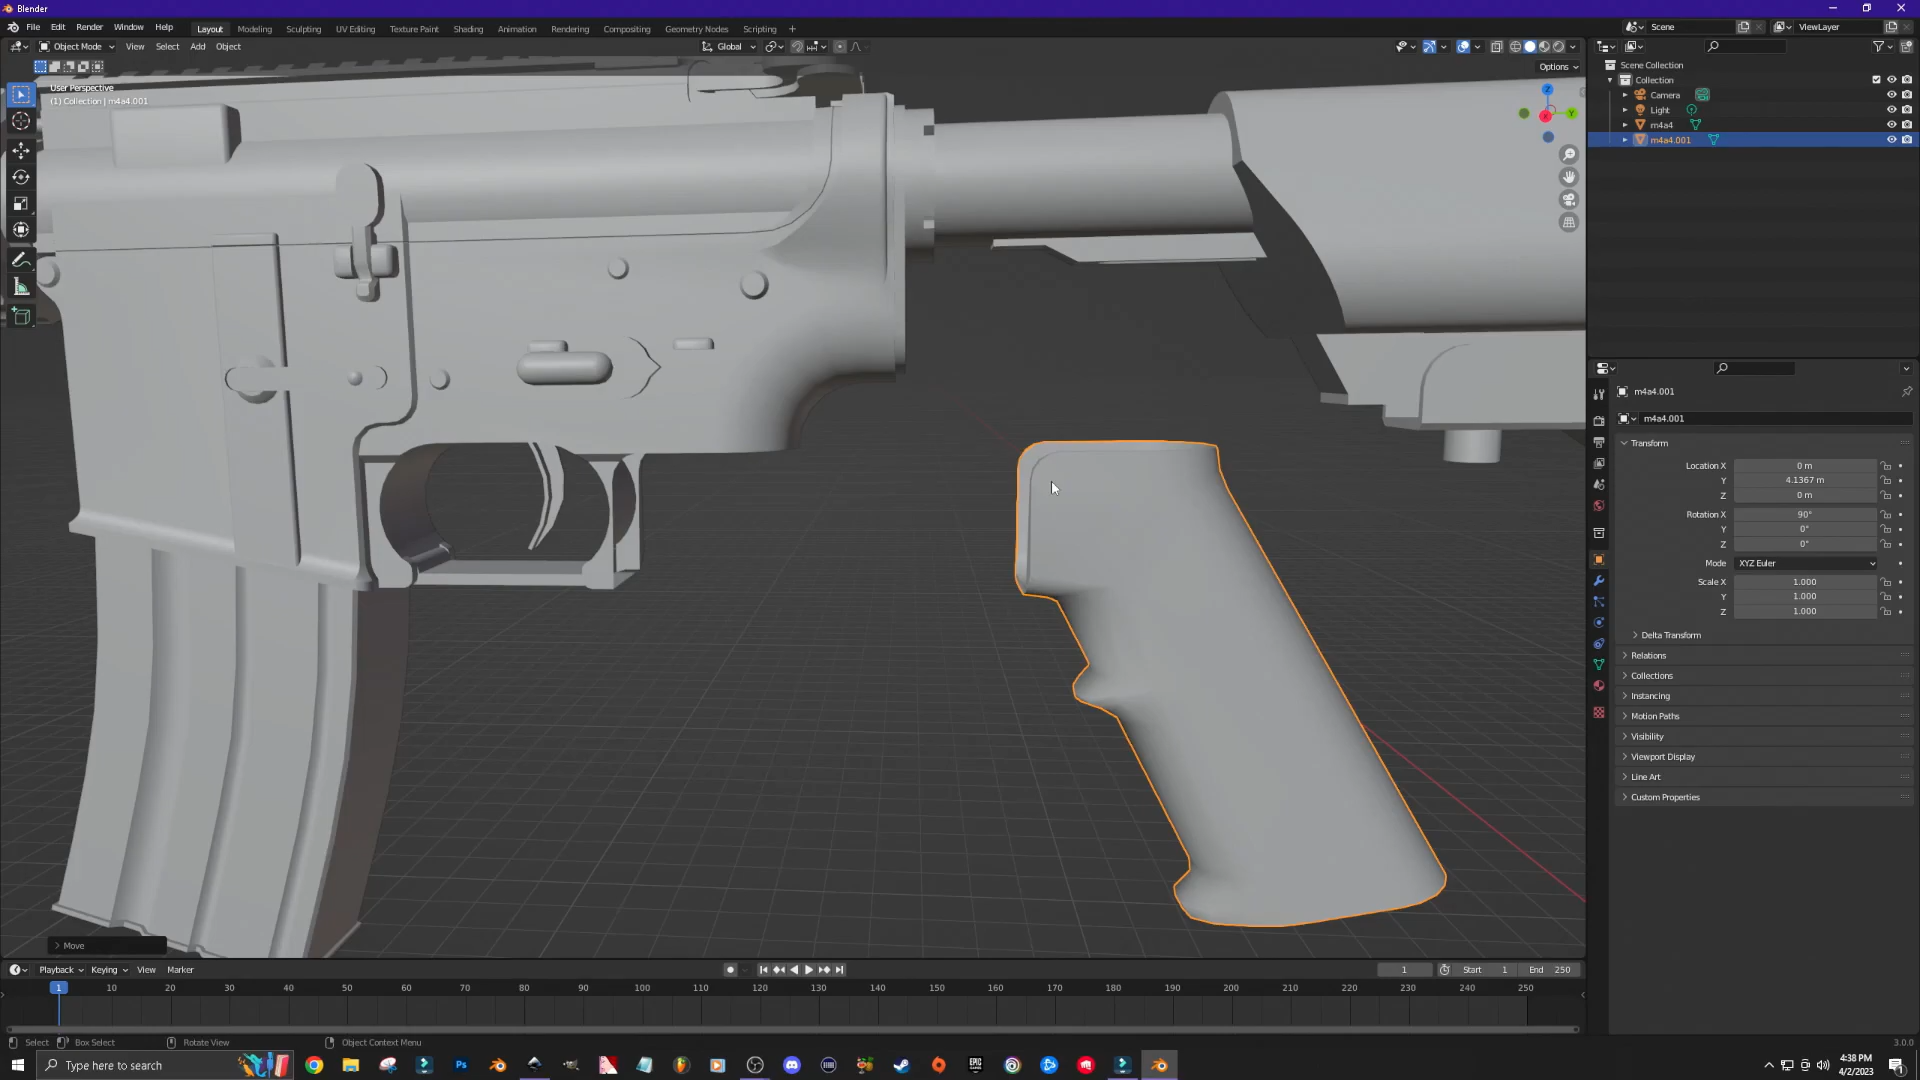 Blender
File Edit Render Window Help Layout Modeling Sculpting UV Editing Texture Paint Shading Animation Rendering Compositing Geometry Nodes Scripting + Scene ViewLayer
Object Mode View Select Add Object Global
Options
User Perspective
(1) Collection | m4a4.001
Z
Y
X
Move
Scene Collection
Collection
Camera
Light
m4a4
m4a4.001
m4a4.001
m4a4.001
Transform
Location X 0 m
Y 4.1367 m
Z 0 m
Rotation X 90°
Y 0°
Z 0°
Mode XYZ Euler
Scale X 1.000
Y 1.000
Z 1.000
Delta Transform
Relations
Collections
Instancing
Motion Paths
Visibility
Viewport Display
Line Art
Custom Properties
Playback Keying View Marker 1 Start 1 End 250
1 10 20 30 40 50 60 70 80 90 100 110 120 130 140 150 160 170 180 190 200 210 220 230 240 250
Select Box Select Rotate View Object Context Menu 3.0.0
Type here to search
Ps
EPIC
4:38 PM
4/2/2023
1